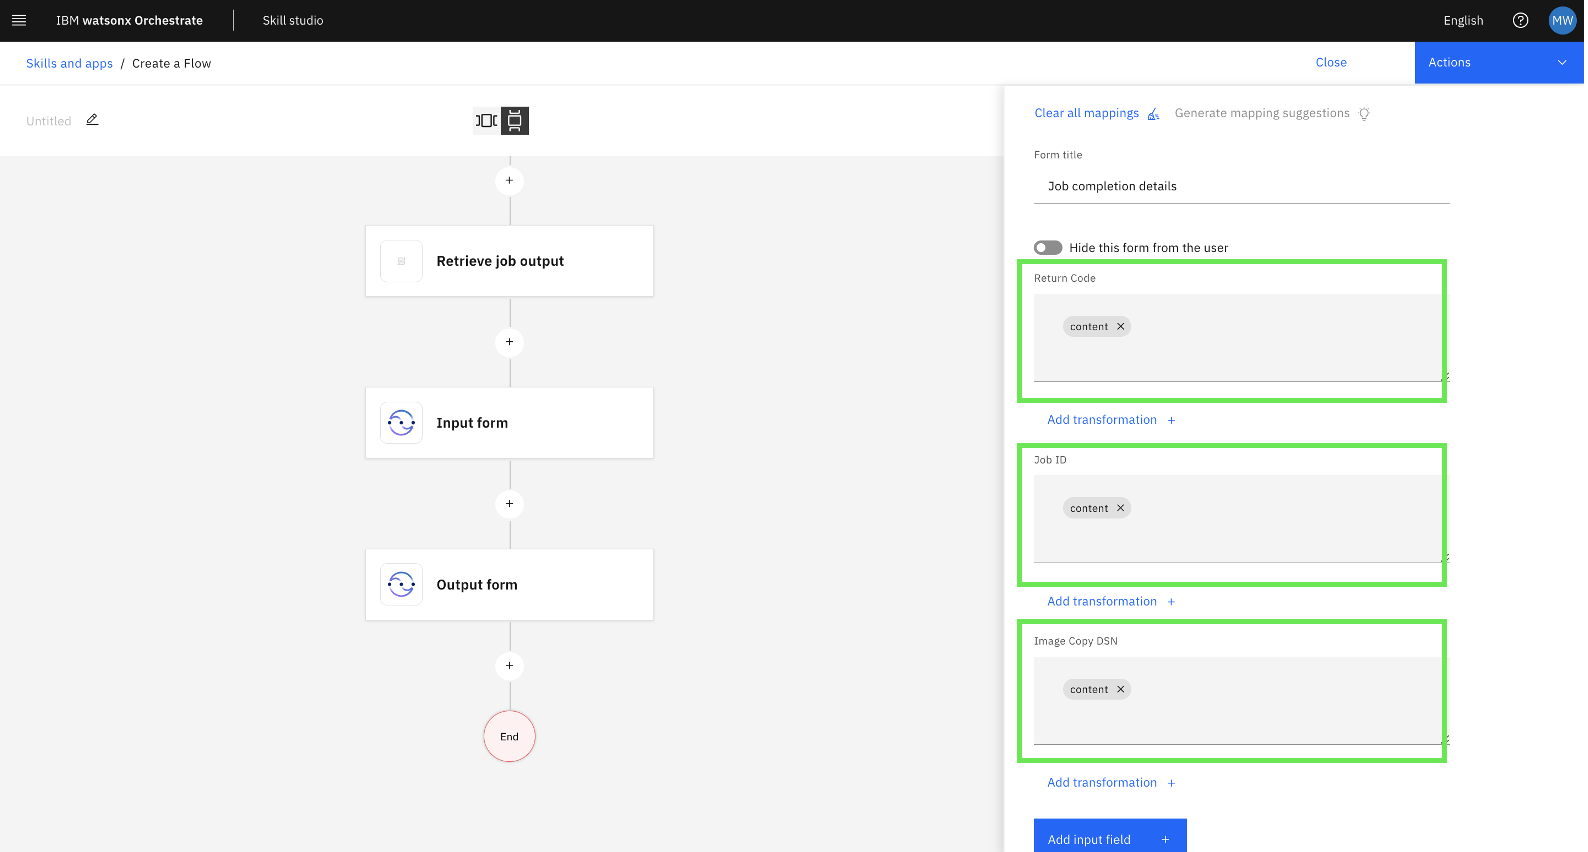 IBM watsonx Orchestrate
Skill studio
English
MW
Skills and apps / Create a Flow
Close
Actions
Untitled
Clear all mappings
Generate mapping suggestions
Form title
Job completion details
Hide this form from the user
Return Code
content
Add transformation +
Job ID
content
Add transformation +
Image Copy DSN
content
Add transformation +
Add input field +
Retrieve job output
Input form
Output form
End